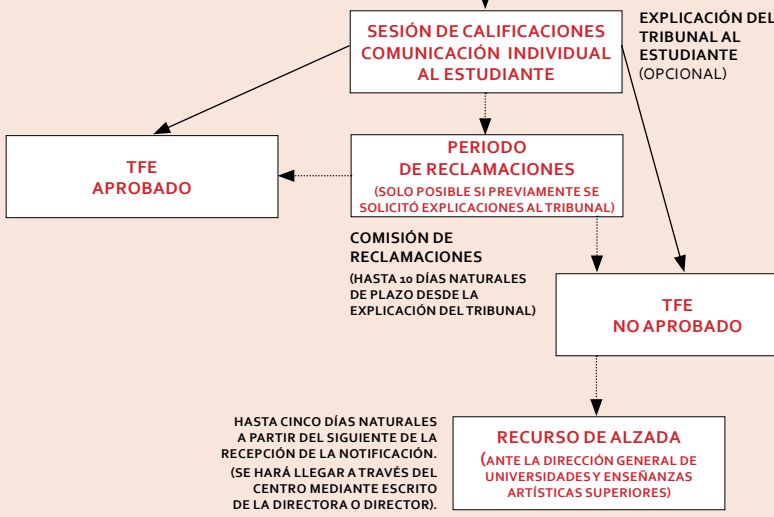 SESIÓN DE CALIFICACIONES
COMUNICACIÓN INDIVIDUAL
AL ESTUDIANTE
EXPLICACIÓN DEL
TRIBUNAL AL
ESTUDIANTE
(OPCIONAL)
TFE
APROBADO
PERIODO
DE RECLAMACIONES
(SOLO POSIBLE SI PREVIAMENTE SE
SOLICITÓ EXPLICACIONES AL TRIBUNAL)
COMISIÓN DE
RECLAMACIONES
(HASTA 10 DÍAS NATURALES
DE PLAZO DESDE LA
EXPLICACIÓN DEL TRIBUNAL)
TFE
NO APROBADO
HASTA CINCO DÍAS NATURALES
A PARTIR DEL SIGUIENTE DE LA
RECEPCIÓN DE LA NOTIFICACIÓN.
(SE HARÁ LLEGAR A TRAVÉS DEL
CENTRO MEDIANTE ESCRITO
DE LA DIRECTORA O DIRECTOR).
RECURSO DE ALZADA
(ANTE LA DIRECCIÓN GENERAL DE
UNIVERSIDADES Y ENSEÑANZAS
ARTÍSTICAS SUPERIORES)